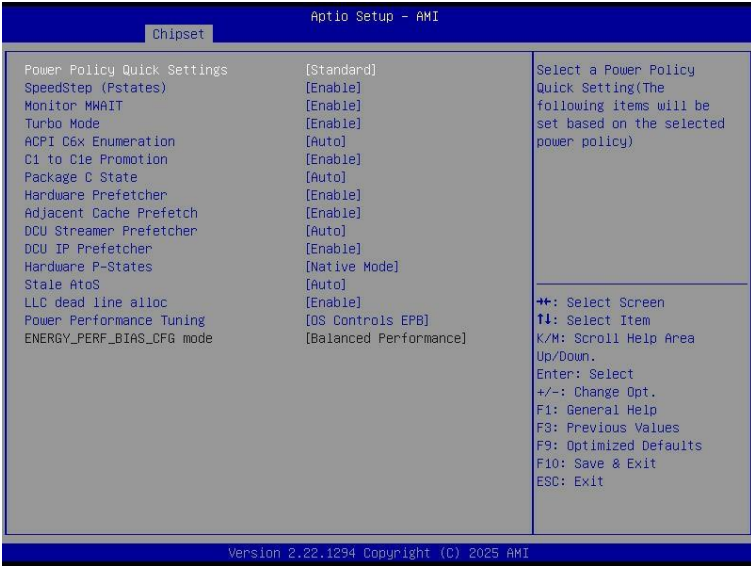 Aptio Setup – AMI
Chipset
Power Policy Quick Settings [Standard]
SpeedStep (Pstates) [Enable]
Monitor MWAIT [Enable]
Turbo Mode [Enable]
ACPI C6x Enumeration [Auto]
C1 to C1e Promotion [Enable]
Package C State [Auto]
Hardware Prefetcher [Enable]
Adjacent Cache Prefetch [Enable]
DCU Streamer Prefetcher [Auto]
DCU IP Prefetcher [Enable]
Hardware P-States [Native Mode]
Stale AtoS [Auto]
LLC dead line alloc [Enable]
Power Performance Tuning [OS Controls EPB]
ENERGY_PERF_BIAS_CFG mode [Balanced Performance]
Select a Power Policy
Quick Setting(The
following items will be
set based on the selected
power policy)
→←: Select Screen
↑↓: Select Item
K/M: Scroll Help Area
Up/Down.
Enter: Select
+/-: Change Opt.
F1: General Help
F3: Previous Values
F9: Optimized Defaults
F10: Save & Exit
ESC: Exit
Version 2.22.1294 Copyright (C) 2025 AMI